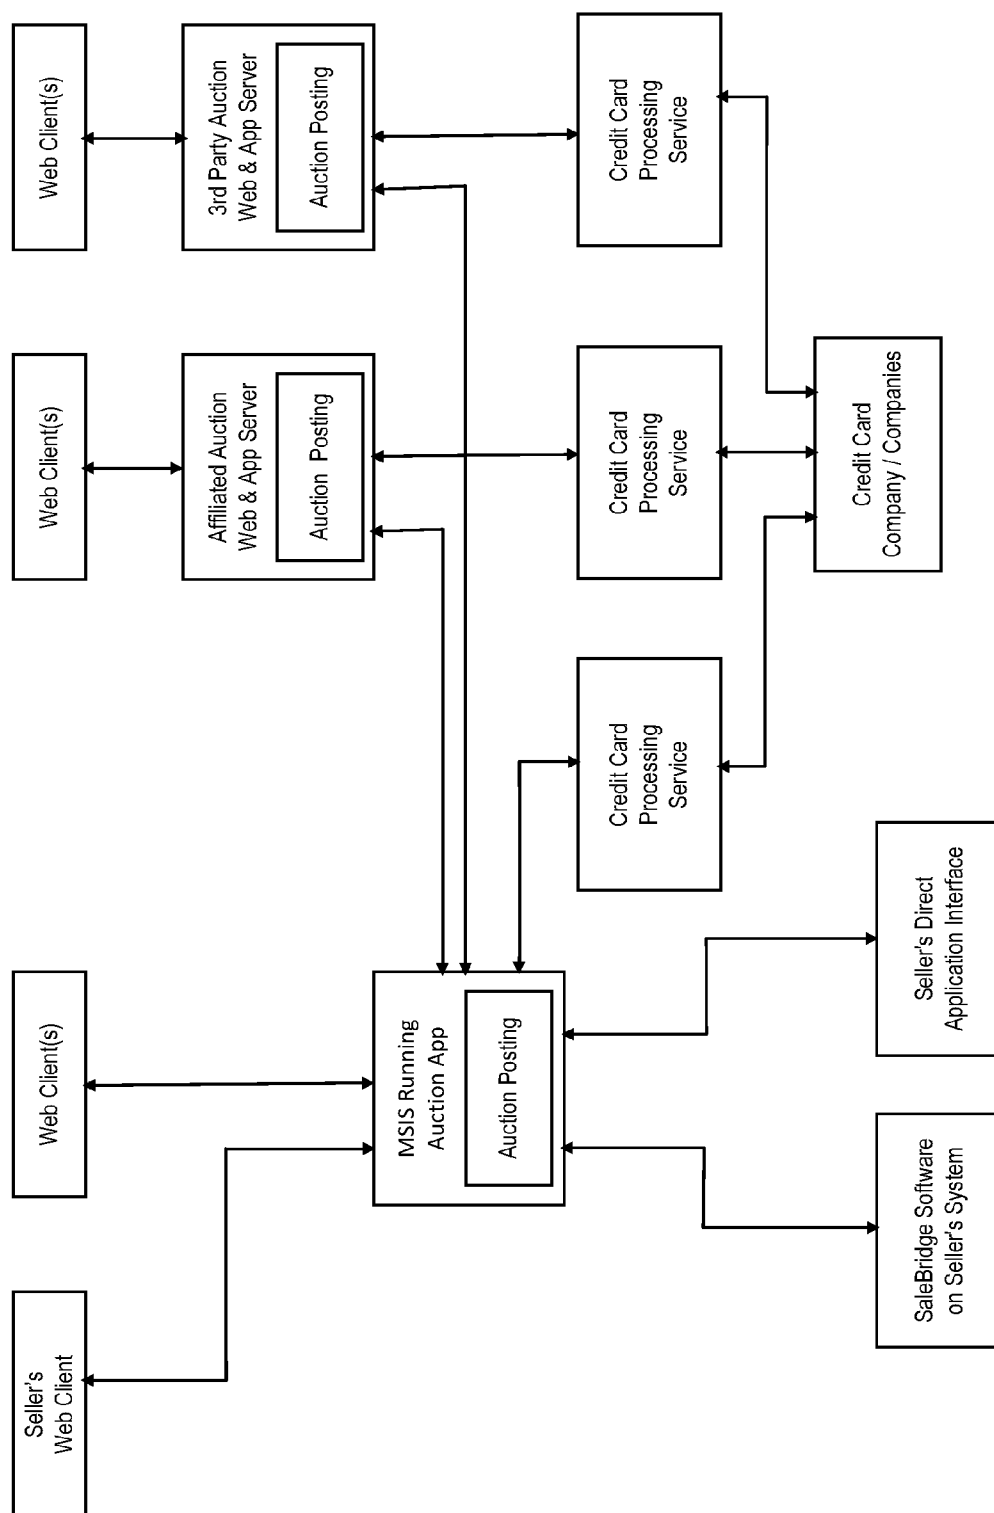 Seller's
Web Client
Web Client(s)
Web Client(s)
Web Client(s)
MSIS Running
Auction App
Auction Posting
Affiliated Auction
Web & App Server
Auction Posting
3rd Party Auction
Web & App Server
Auction Posting
Credit Card
Processing
Service
Credit Card
Processing
Service
Credit Card
Processing
Service
SaleBridge Software
on Seller's System
Seller's Direct
Application Interface
Credit Card
Company / Companies